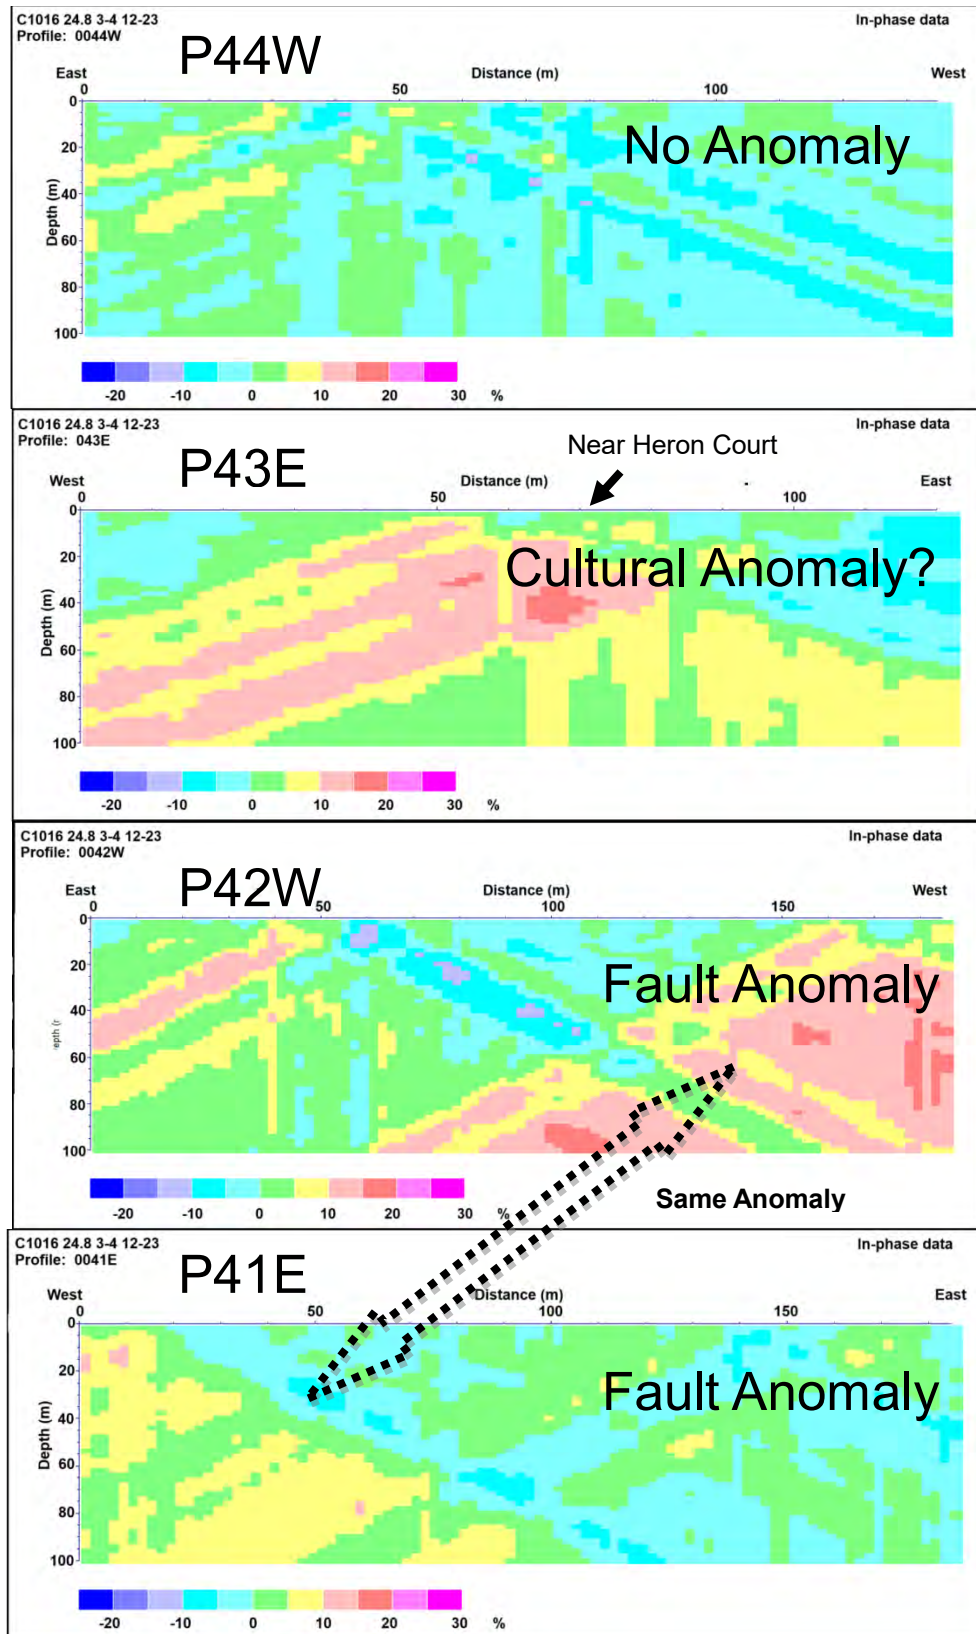 C1016 24.8 3-4 12-23 In-phase data
Profile: 0044W
P44W
East Distance (m) West
0 50 100
No Anomaly
Depth (m)
0
20
40
60
80
100
-20 -10 0 10 20 30 %
C1016 24.8 3-4 12-23 In-phase data
Profile: 043E
P43E
Near Heron Court
West Distance (m) East
0 50 100
Cultural Anomaly?
Depth (m)
0
20
40
60
80
100
-20 -10 0 10 20 30 %
C1016 24.8 3-4 12-23 In-phase data
Profile: 0042W
P42W
East Distance (m) West
0 50 100 150
Fault Anomaly
epth (r
0
20
40
60
80
100
-20 -10 0 10 20 30 %
Same Anomaly
C1016 24.8 3-4 12-23 In-phase data
Profile: 0041E
P41E
West Distance (m) East
0 50 100 150
Fault Anomaly
Depth (m)
0
20
40
60
80
100
-20 -10 0 10 20 30 %